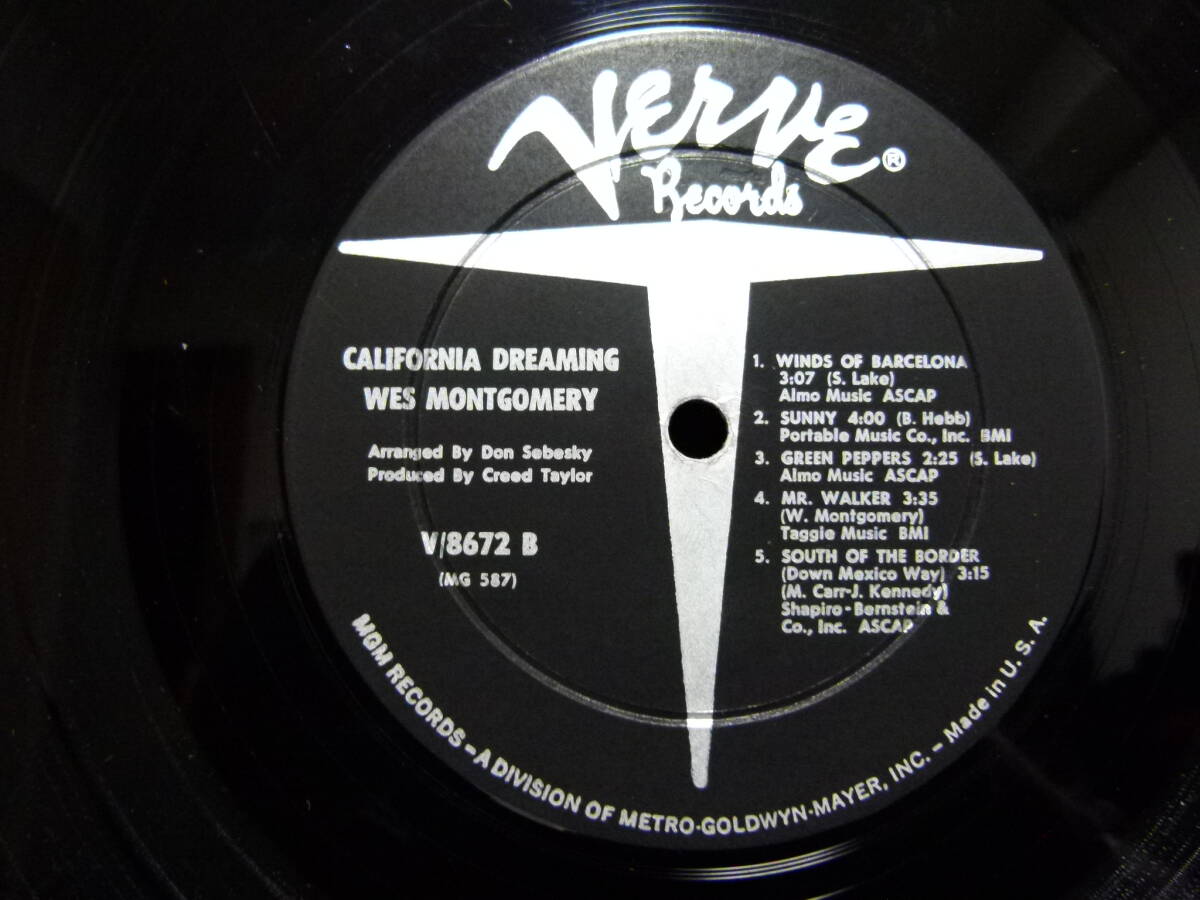 Verve®
Records
CALIFORNIA DREAMING
WES MONTGOMERY
Arranged By Don Sebesky
Produced By Creed Taylor
V/8672 B
(MG 587)
1. WINDS OF BARCELONA
3:07 (S. Lake)
Almo Music ASCAP
2. SUNNY 4:00 (B. Hebb)
Portable Music Co., Inc. BMI
3. GREEN PEPPERS 2:25 (S. Lake)
Almo Music ASCAP
4. MR. WALKER 3:35
(W. Montgomery)
Taggie Music BMI
5. SOUTH OF THE BORDER
(Down Mexico Way) 3:15
(M. Carr-J. Kennedy)
Shapiro-Bernstein &
Co., Inc. ASCAP
MGM RECORDS – A DIVISION OF METRO-GOLDWYN-MAYER, INC. – Made in U. S. A.